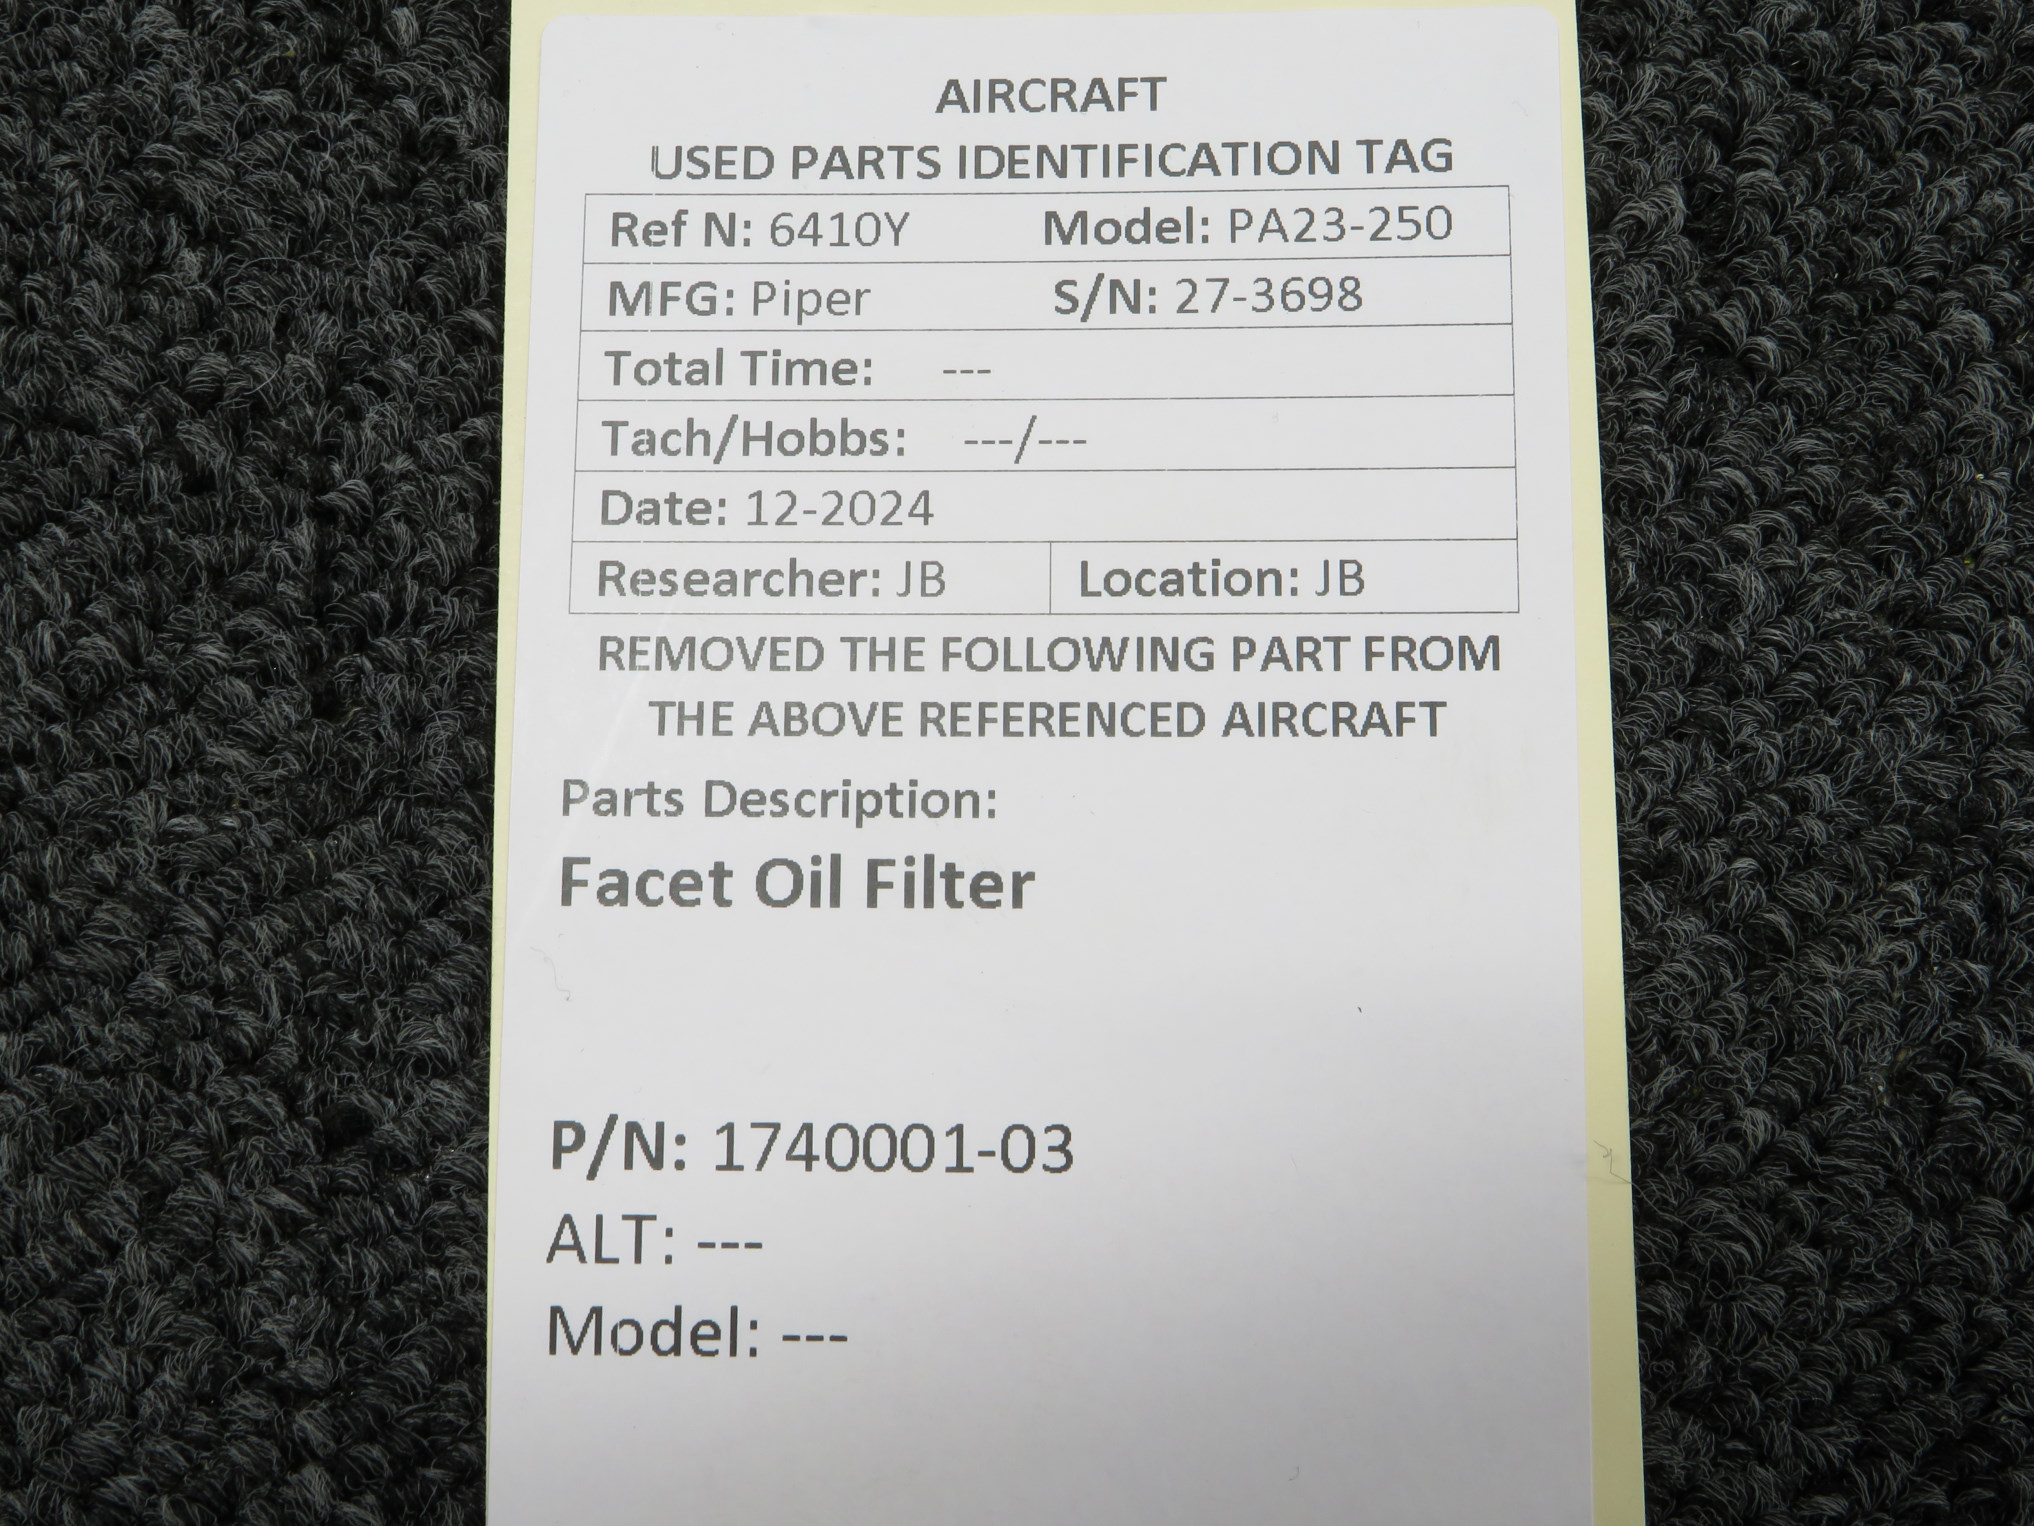 AIRCRAFT
USED PARTS IDENTIFICATION TAG
Ref N: 6410Y Model: PA23-250
MFG: Piper S/N: 27-3698
Total Time: ---
Tach/Hobbs: ---/---
Date: 12-2024
Researcher: JB Location: JB
REMOVED THE FOLLOWING PART FROM
THE ABOVE REFERENCED AIRCRAFT
Parts Description:
Facet Oil Filter
P/N: 1740001-03
ALT: ---
Model: ---